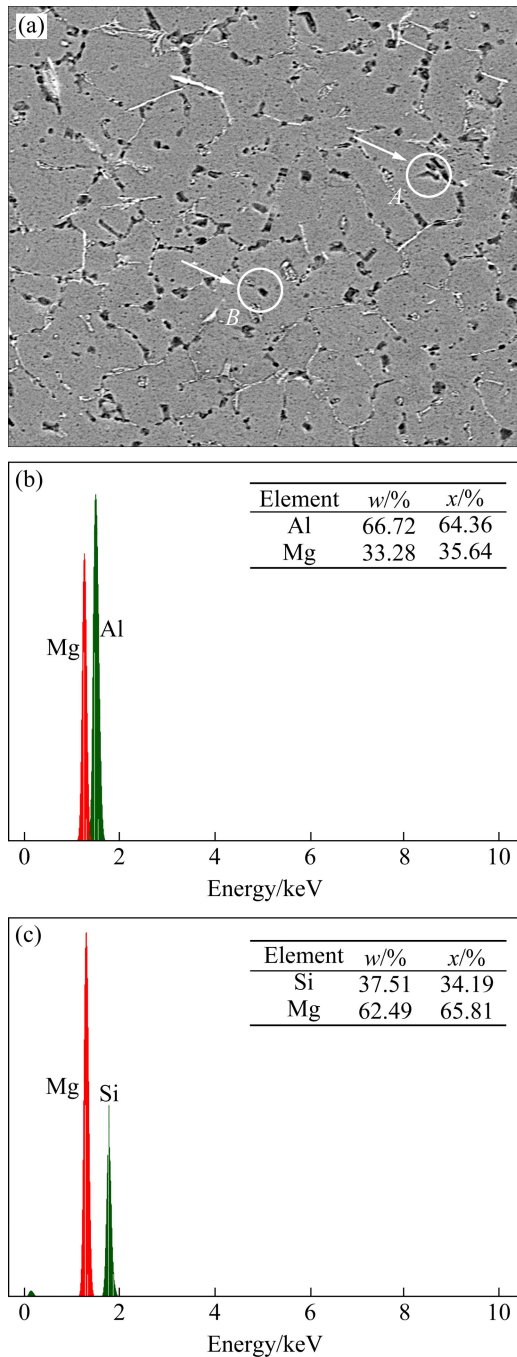 (a)
A
B
(b)
Element w/% x/%
Al 66.72 64.36
Mg 33.28 35.64
Mg Al
0 2 4 6 8 10
Energy/keV
(c)
Element w/% x/%
Si 37.51 34.19
Mg 62.49 65.81
Mg Si
0 2 4 6 8 10
Energy/keV